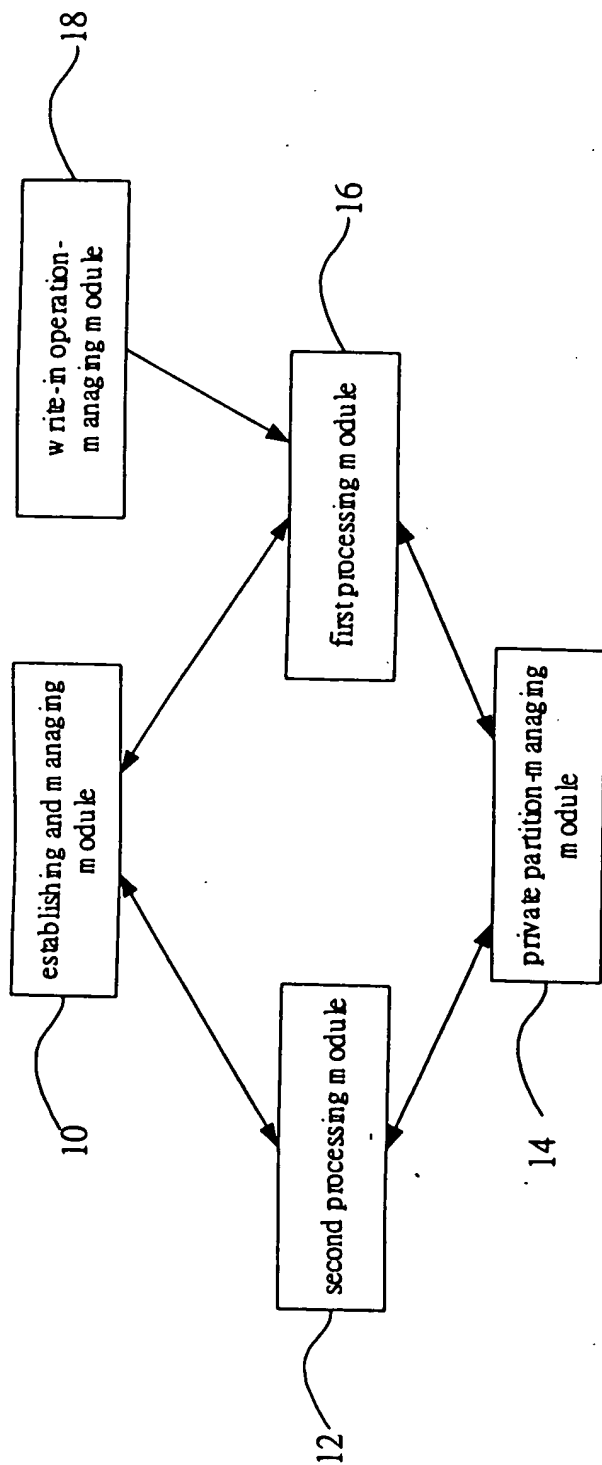 18
write-in operation-
managing module
16
first processing module
establishing and managing
module
10
private partition-managing
module
14
second processing module
12